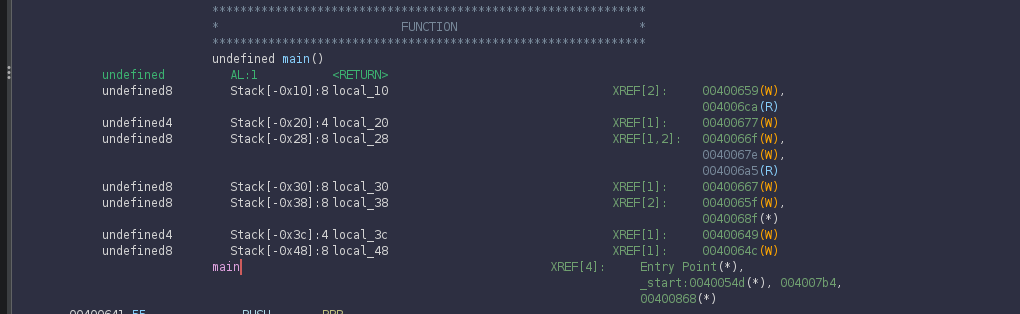 **************************************************************
* FUNCTION *
**************************************************************
undefined main()
undefined AL:1 <RETURN>
undefined8 Stack[-0x10]:8 local_10 XREF[2]: 00400659(W),
004006ca(R)
undefined4 Stack[-0x20]:4 local_20 XREF[1]: 00400677(W)
undefined8 Stack[-0x28]:8 local_28 XREF[1,2]: 0040066f(W),
0040067e(W),
004006a5(R)
undefined8 Stack[-0x30]:8 local_30 XREF[1]: 00400667(W)
undefined8 Stack[-0x38]:8 local_38 XREF[2]: 0040065f(W),
0040068f(*)
undefined4 Stack[-0x3c]:4 local_3c XREF[1]: 00400649(W)
undefined8 Stack[-0x48]:8 local_48 XREF[1]: 0040064c(W)
main XREF[4]: Entry Point(*),
_start:0040054d(*), 004007b4,
00400868(*)
00400641 55 PUSH RBP